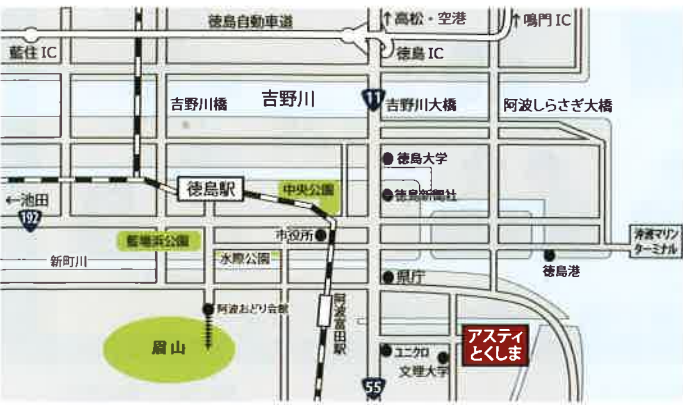 徳島自動車道
↑高松・空港
↑鳴門 IC
藍住 IC
徳島 IC
吉野川橋
吉野川
11
吉野川大橋
阿波しらさぎ大橋
徳島大学
徳島駅
中央公園
徳島新聞社
←池田
192
藍場浜公園
市役所
沖洲マリン
ターミナル
新町川
水際公園
徳島港
県庁
阿波おどり会館
阿波富田駅
眉山
アスティ
とくしま
ユニクロ
文理大学
55